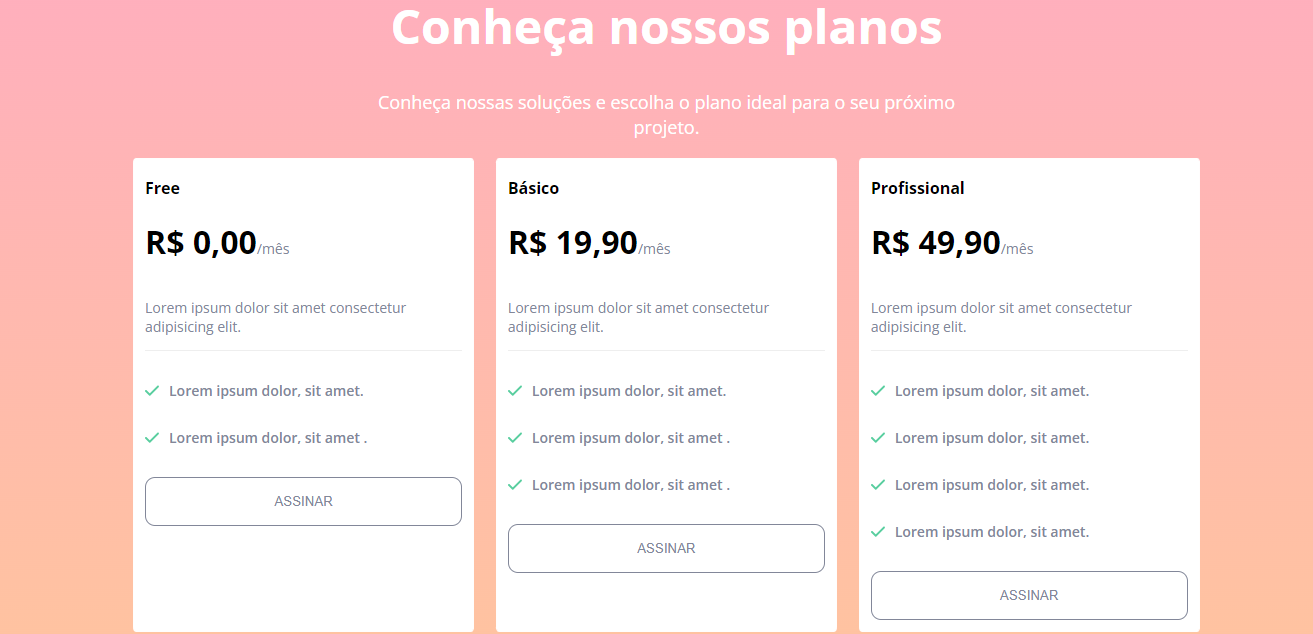 Conheça nossos planos
Conheça nossas soluções e escolha o plano ideal para o seu próximo
projeto.
Free
R$ 0,00/mês
Lorem ipsum dolor sit amet consectetur
adipisicing elit.
Lorem ipsum dolor, sit amet.
Lorem ipsum dolor, sit amet .
ASSINAR
Básico
R$ 19,90/mês
Lorem ipsum dolor sit amet consectetur
adipisicing elit.
Lorem ipsum dolor, sit amet.
Lorem ipsum dolor, sit amet .
Lorem ipsum dolor, sit amet .
ASSINAR
Profissional
R$ 49,90/mês
Lorem ipsum dolor sit amet consectetur
adipisicing elit.
Lorem ipsum dolor, sit amet.
Lorem ipsum dolor, sit amet.
Lorem ipsum dolor, sit amet.
Lorem ipsum dolor, sit amet.
ASSINAR